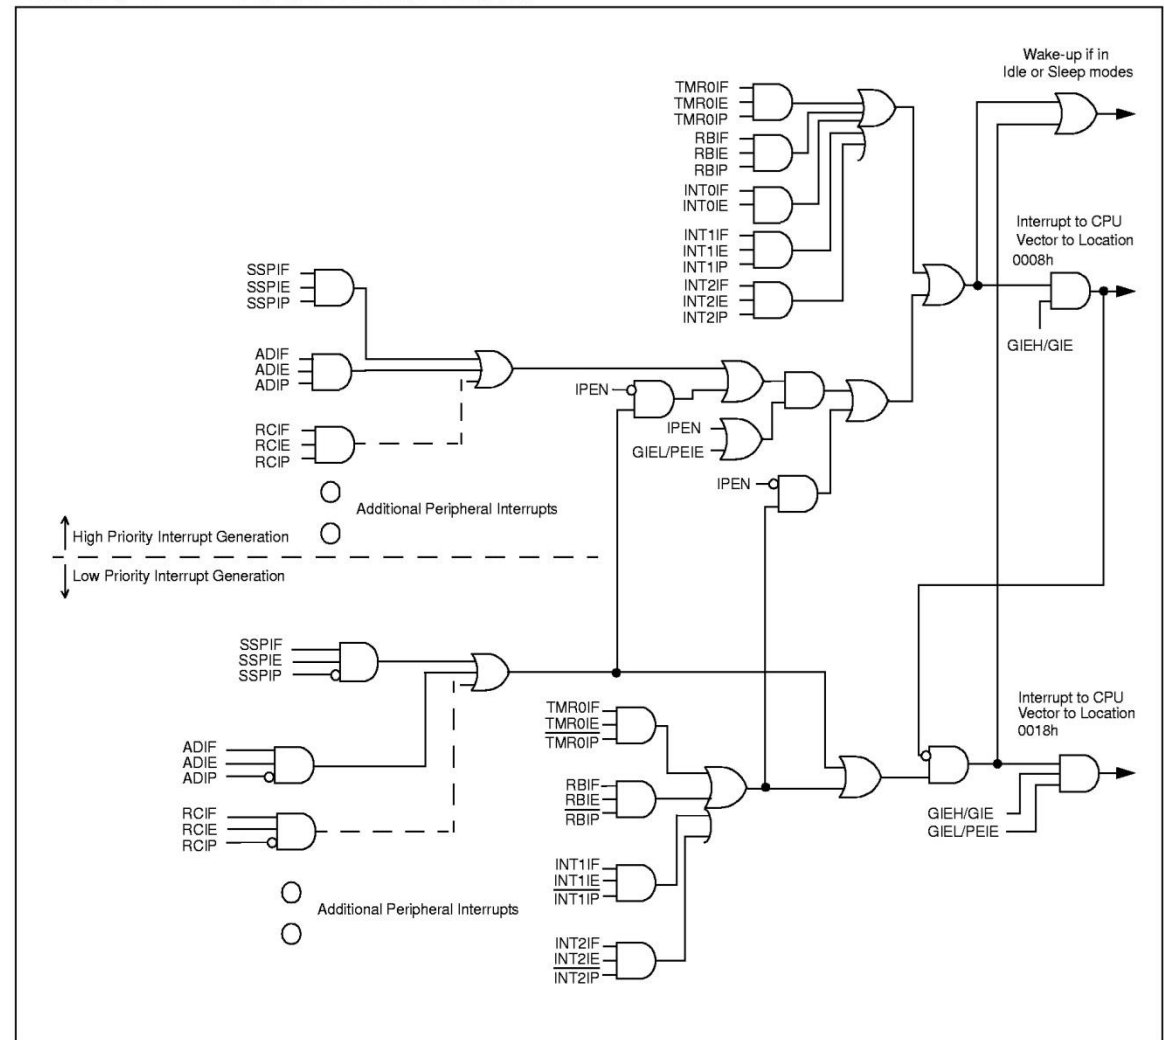 Wake-up if in
Idle or Sleep modes
TMR0IF
TMR0IE
TMR0IP
RBIF
RBIE
RBIP
INT0IF
INT0IE
INT1IF
INT1IE
INT1IP
INT2IF
INT2IE
INT2IP
Interrupt to CPU
Vector to Location
0008h
GIEH/GIE
SSPIF
SSPIE
SSPIP
ADIF
ADIE
ADIP
RCIF
RCIE
RCIP
IPEN
IPEN
GIEL/PEIE
IPEN
Additional Peripheral Interrupts
High Priority Interrupt Generation
Low Priority Interrupt Generation
SSPIF
SSPIE
SSPIP
ADIF
ADIE
ADIP
RCIF
RCIE
RCIP
Additional Peripheral Interrupts
TMR0IF
TMR0IE
TMR0IP
RBIF
RBIE
RBIP
INT1IF
INT1IE
INT1IP
INT2IF
INT2IE
INT2IP
Interrupt to CPU
Vector to Location
0018h
GIEH/GIE
GIEL/PEIE